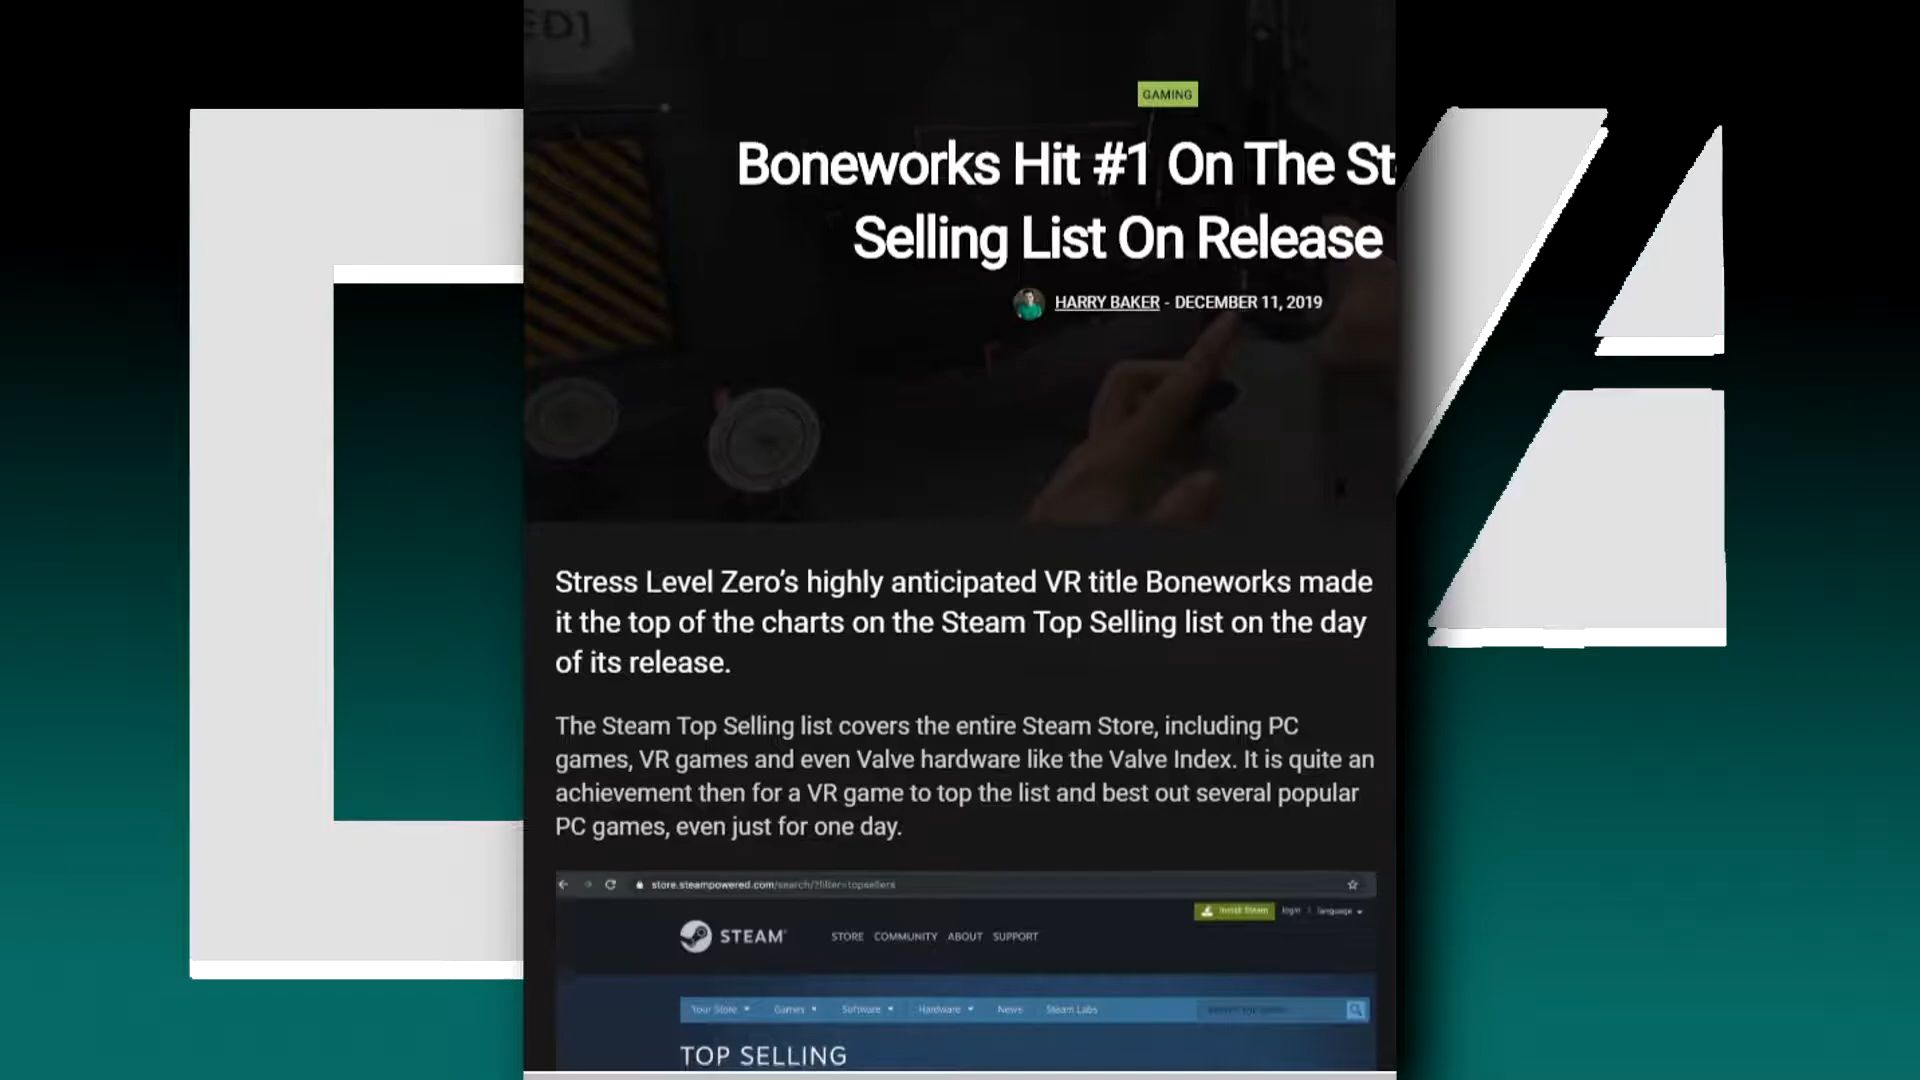 ED]
GAMING
Boneworks Hit #1 On The St
Selling List On Release
HARRY BAKER - DECEMBER 11, 2019
Stress Level Zero’s highly anticipated VR title Boneworks made
it the top of the charts on the Steam Top Selling list on the day
of its release.
The Steam Top Selling list covers the entire Steam Store, including PC
games, VR games and even Valve hardware like the Valve Index. It is quite an
achievement then for a VR game to top the list and best out several popular
PC games, even just for one day.
store.steampowered.com/search/?filter=topsellers
Install Steam login | language
STEAM STORE COMMUNITY ABOUT SUPPORT
Your Store Games Software Hardware News Steam Labs
TOP SELLING